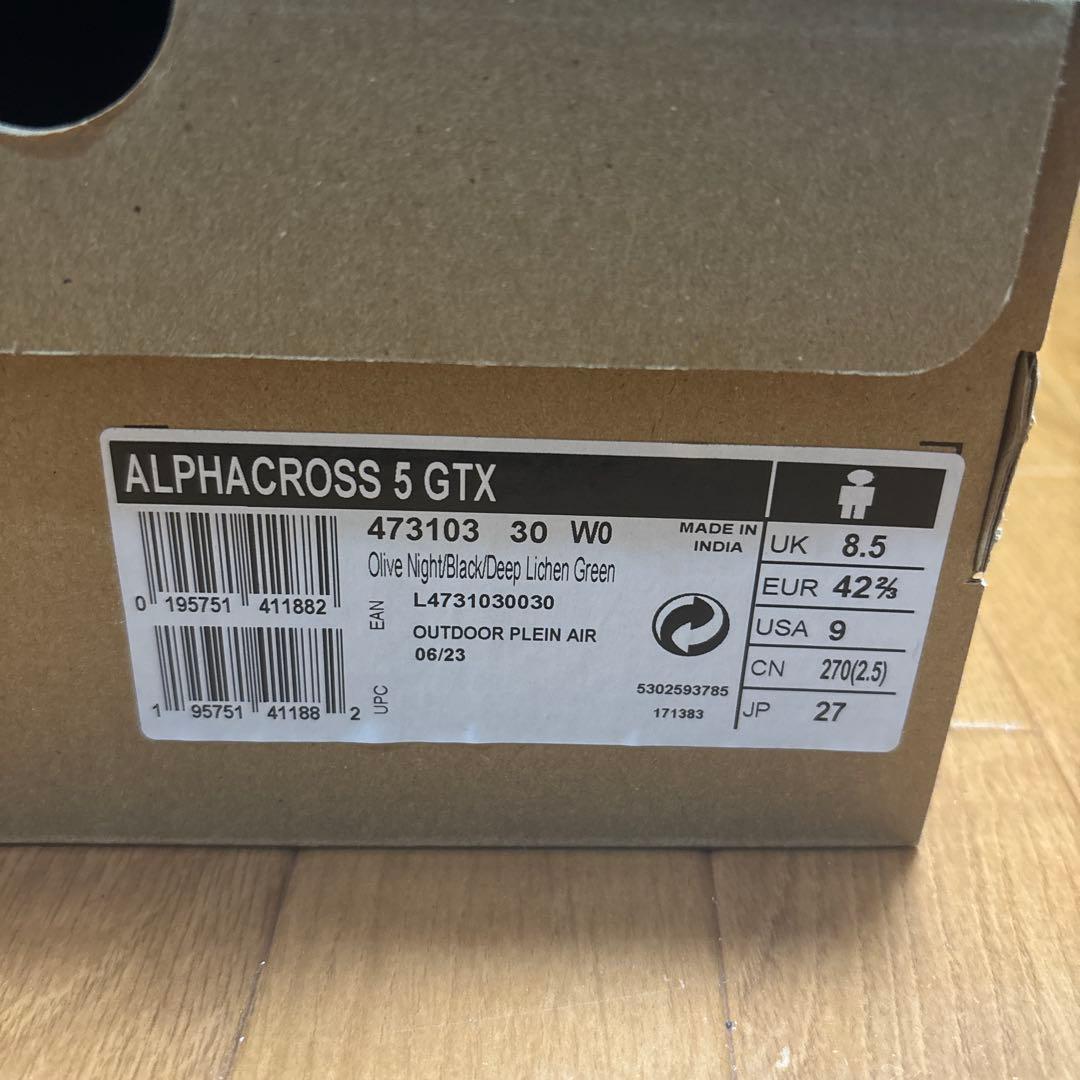 ALPHACROSS 5 GTX
473103 30 W0
Olive Night/Black/Deep Lichen Green
L4731030030
OUTDOOR PLEIN AIR
06/23
MADE IN
INDIA
0 195751 411882
EAN
1 95751 41188 2
UPC
5302593785
171383
UK 8.5
EUR 42⅔
USA 9
CN 270(2.5)
JP 27